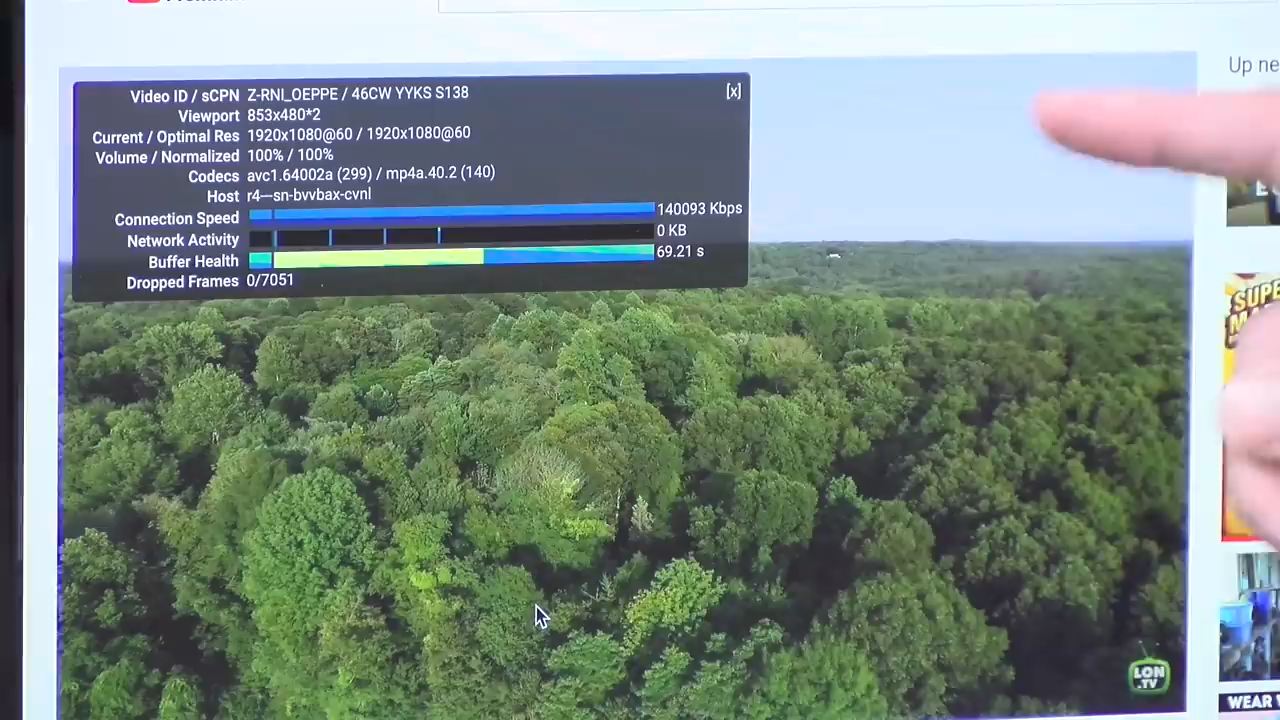 Up ne
Video ID / sCPN Z-RNI_OEPPE / 46CW YYKS S138 [x]
Viewport 853x480*2
Current / Optimal Res 1920x1080@60 / 1920x1080@60
Volume / Normalized 100% / 100%
Codecs avc1.64002a (299) / mp4a.40.2 (140)
Host r4---sn-bvvbax-cvnl
Connection Speed 140093 Kbps
Network Activity 0 KB
Buffer Health 69.21 s
Dropped Frames 0/7051
SUPE
LON
.TV
WEAR